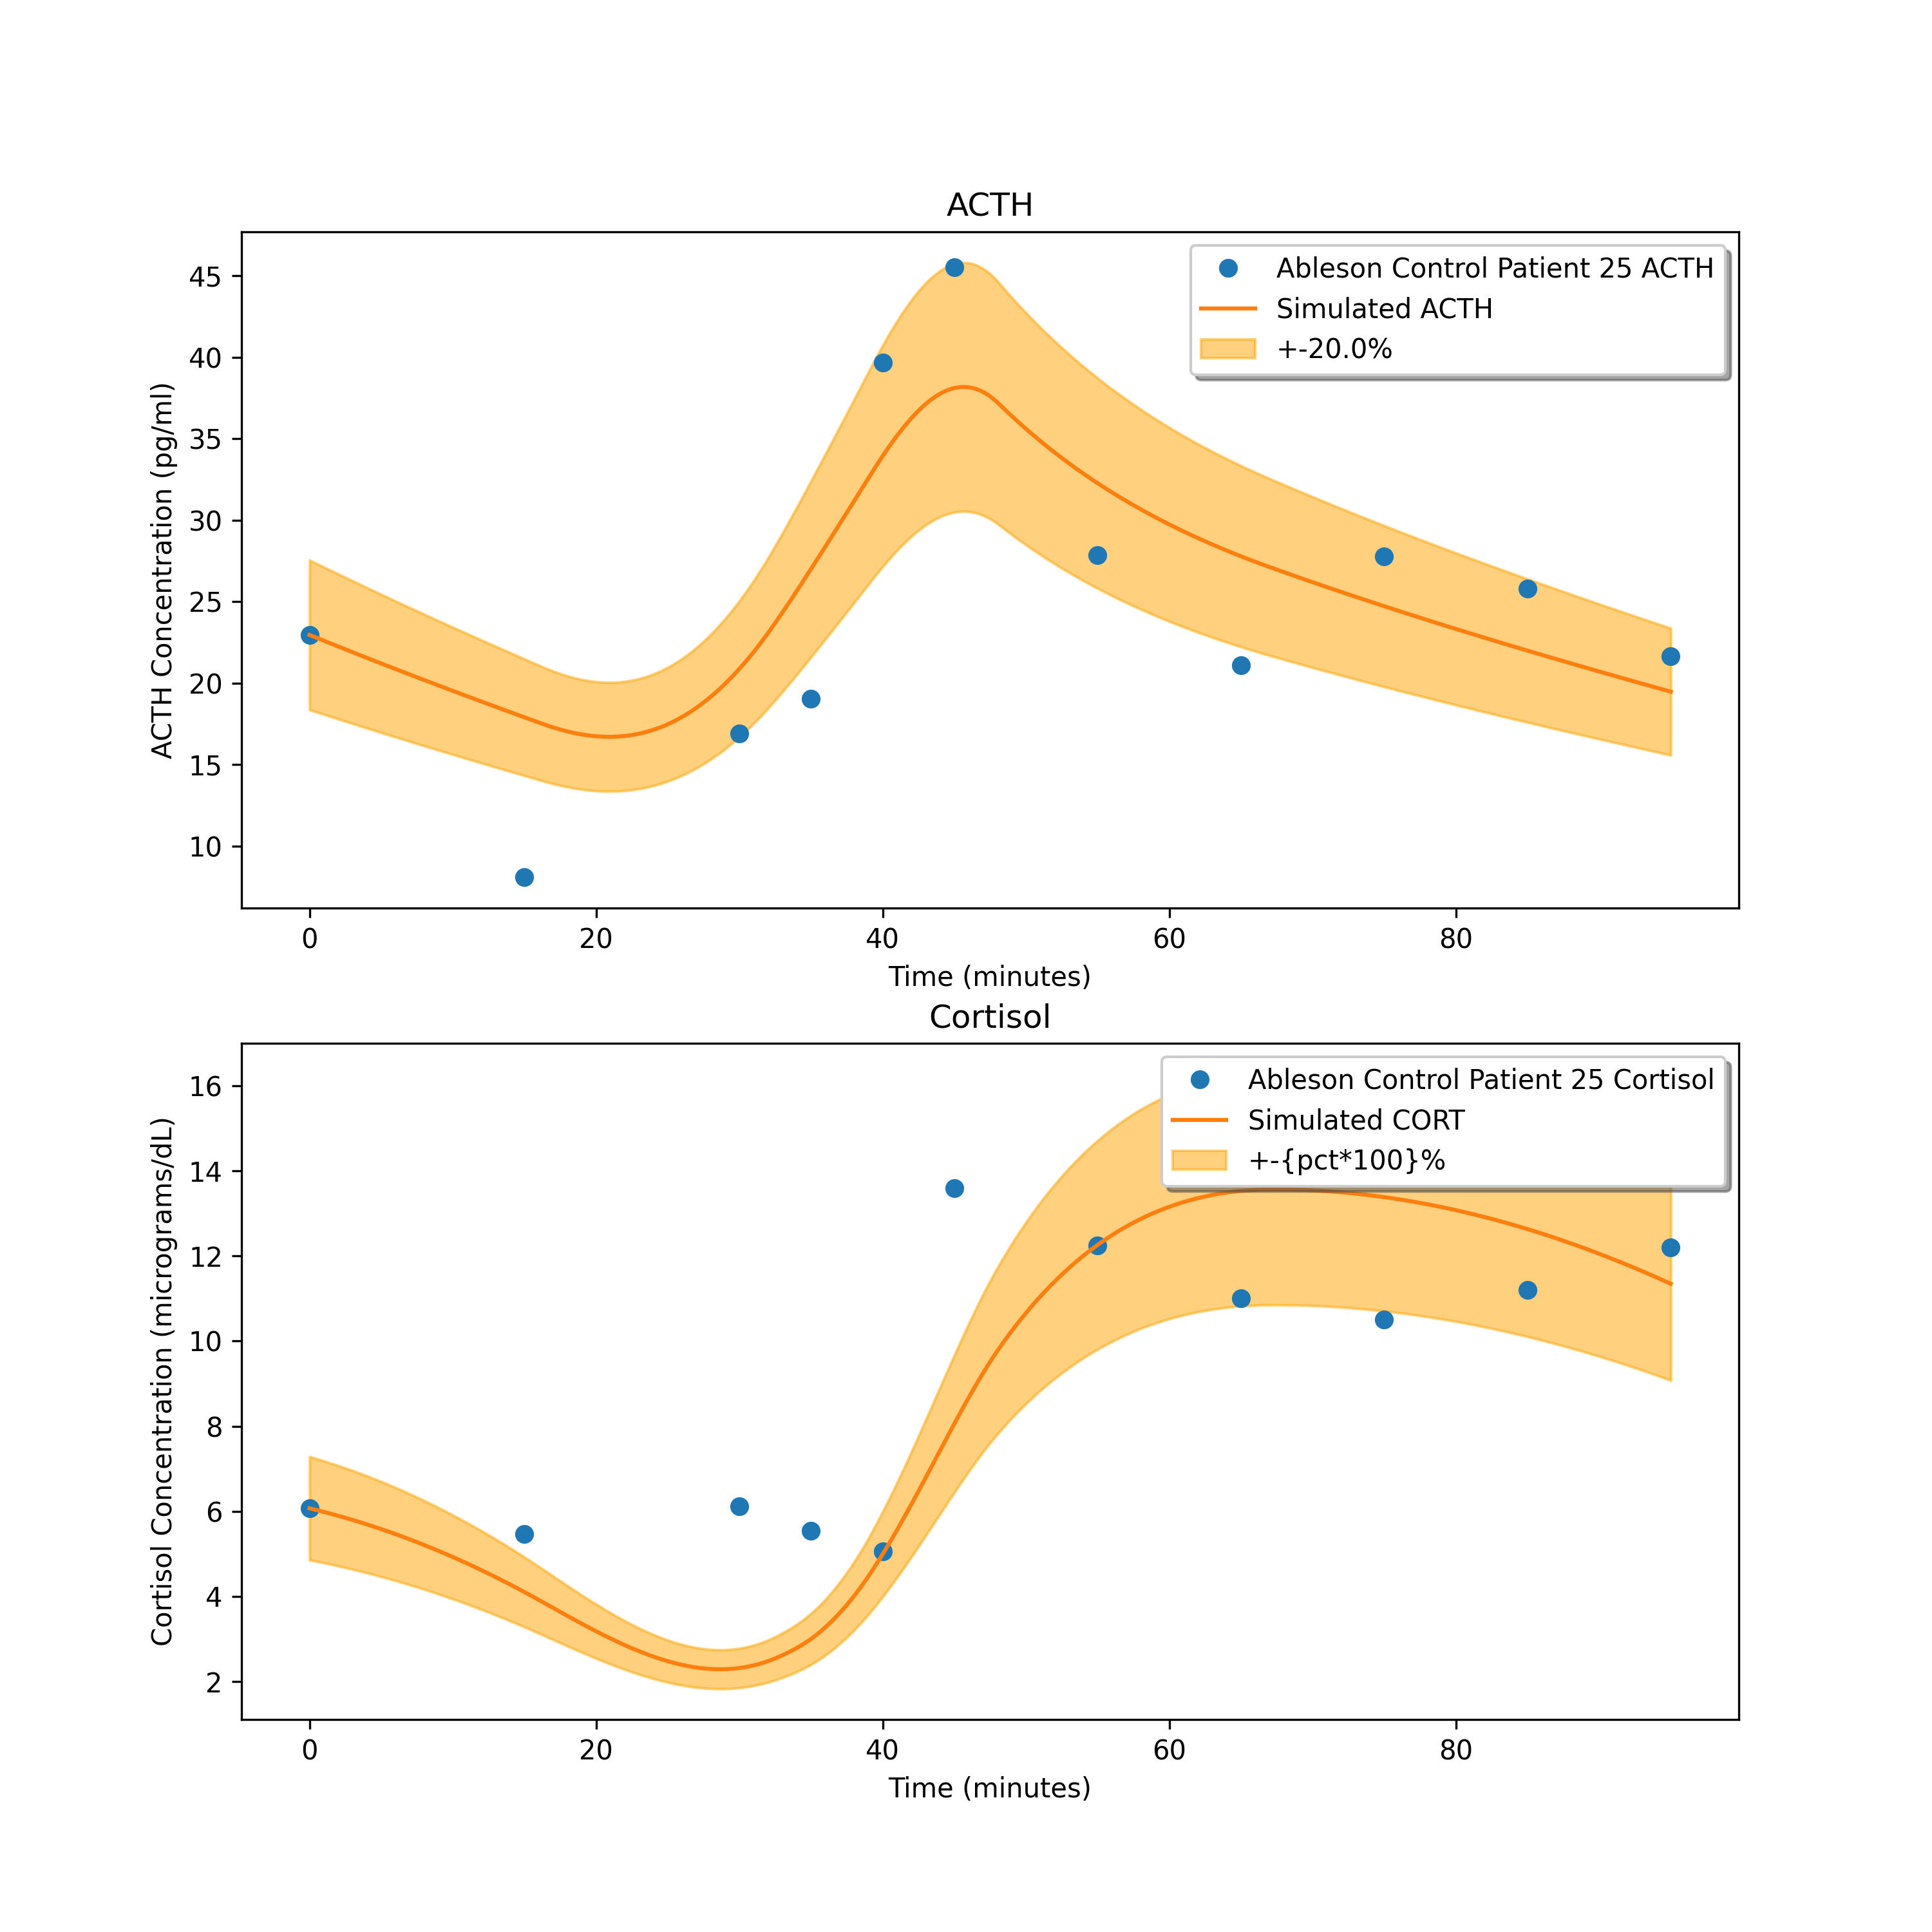 ACTH
45
40
35
30
25
20
15
10
ACTH Concentration (pg/ml)
Ableson Control Patient 25 ACTH
Simulated ACTH
+-20.0%
0 20 40 60 80
Time (minutes)
Cortisol
16
14
12
10
8
6
4
2
Cortisol Concentration (micrograms/dL)
Ableson Control Patient 25 Cortisol
Simulated CORT
+-{pct*100}%
0 20 40 60 80
Time (minutes)